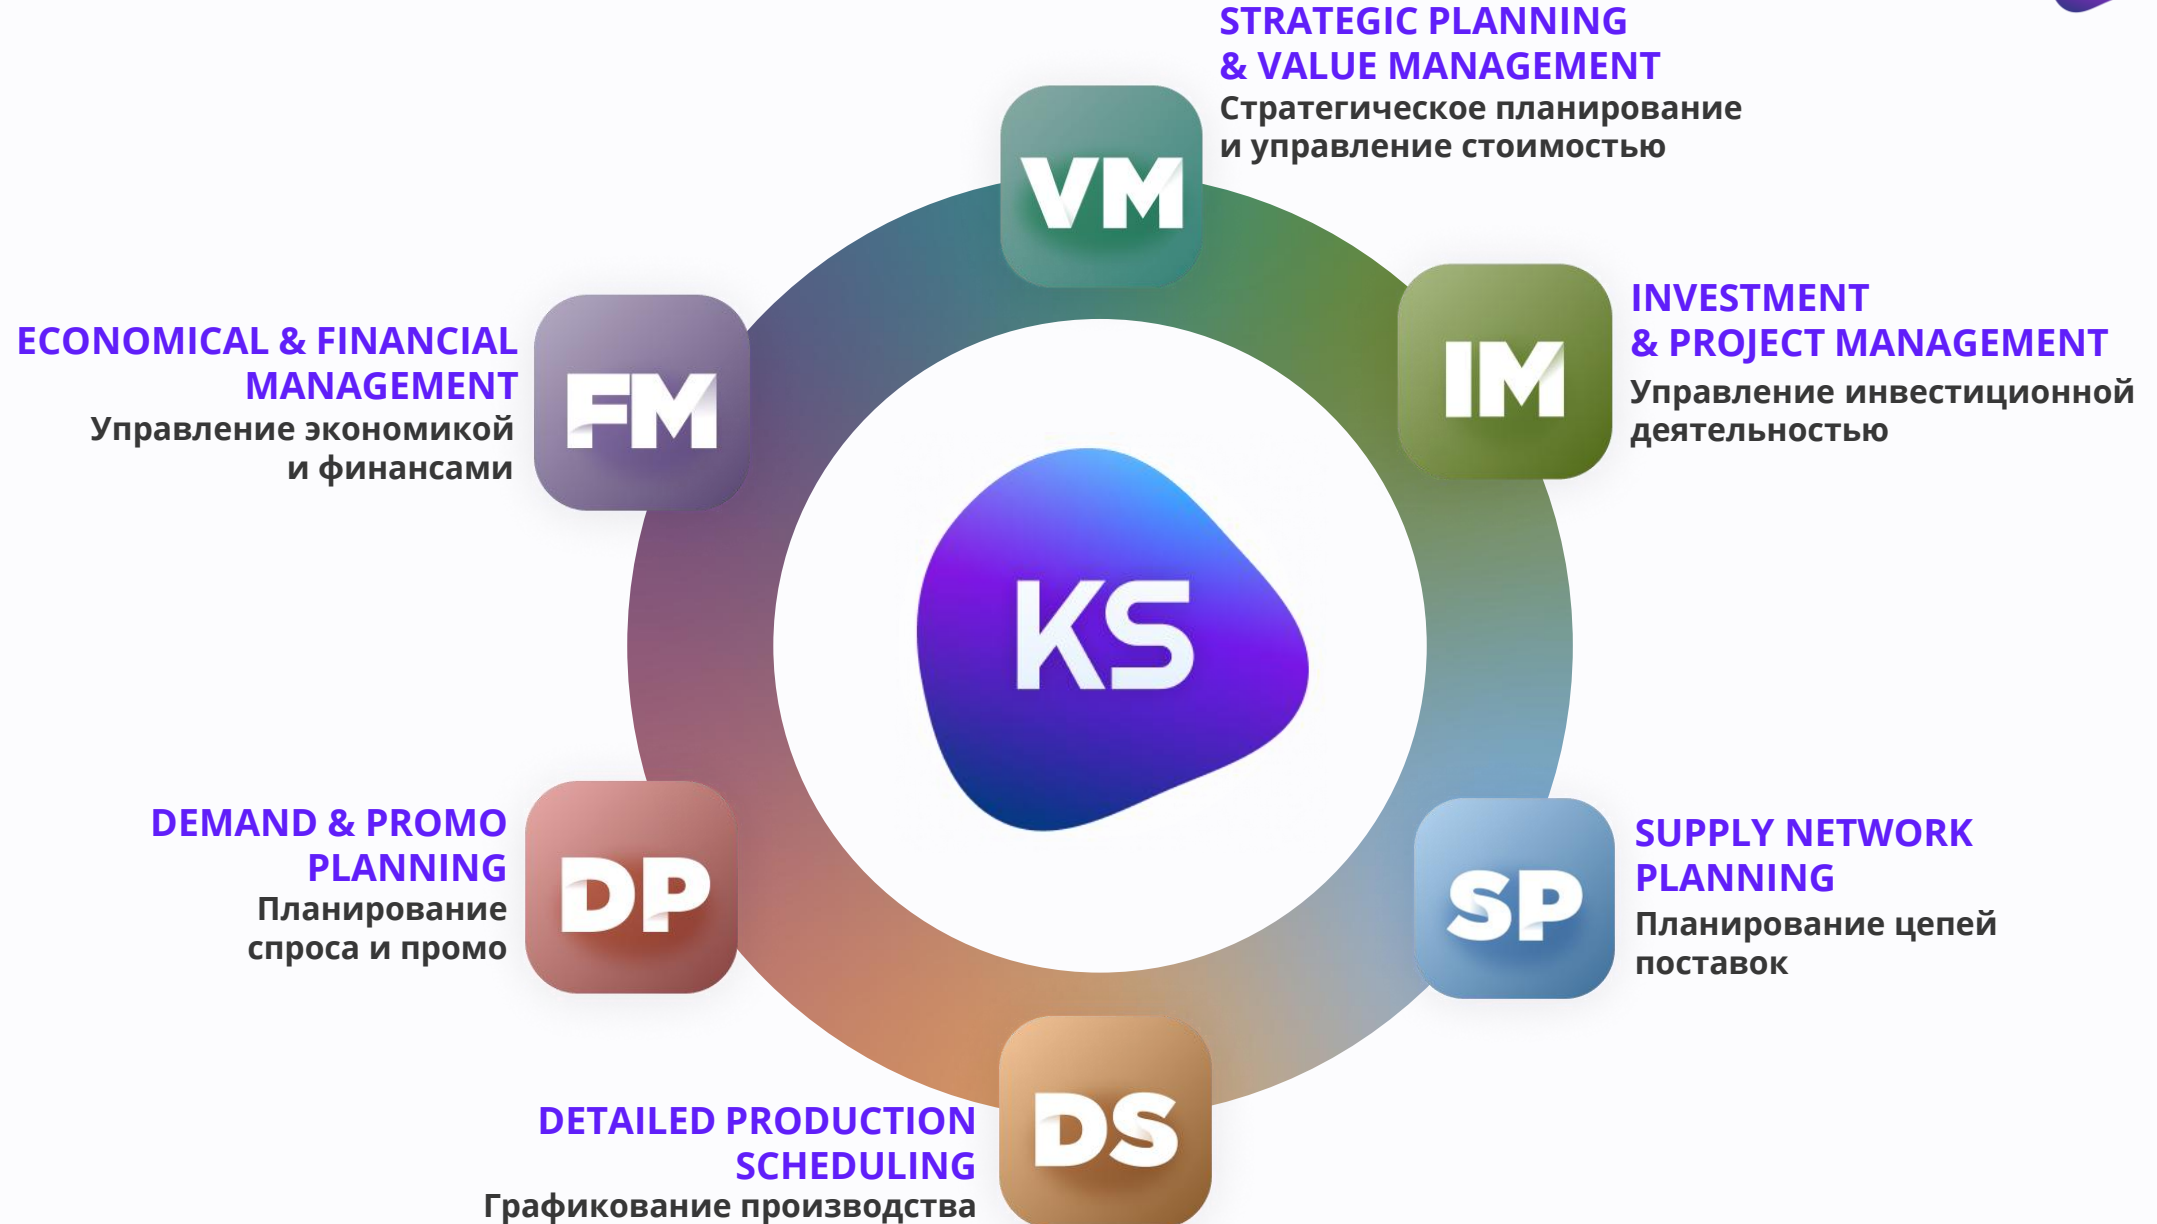 STRATEGIC PLANNING
& VALUE MANAGEMENT
Стратегическое планирование
и управление стоимостью
VM
INVESTMENT
& PROJECT MANAGEMENT
Управление инвестиционной
деятельностью
IM
ECONOMICAL & FINANCIAL
MANAGEMENT
Управление экономикой
и финансами
FM
KS
DEMAND & PROMO
PLANNING
Планирование
спроса и промо
DP
SUPPLY NETWORK
PLANNING
Планирование цепей
поставок
SP
DETAILED PRODUCTION
SCHEDULING
Графикование производства
DS